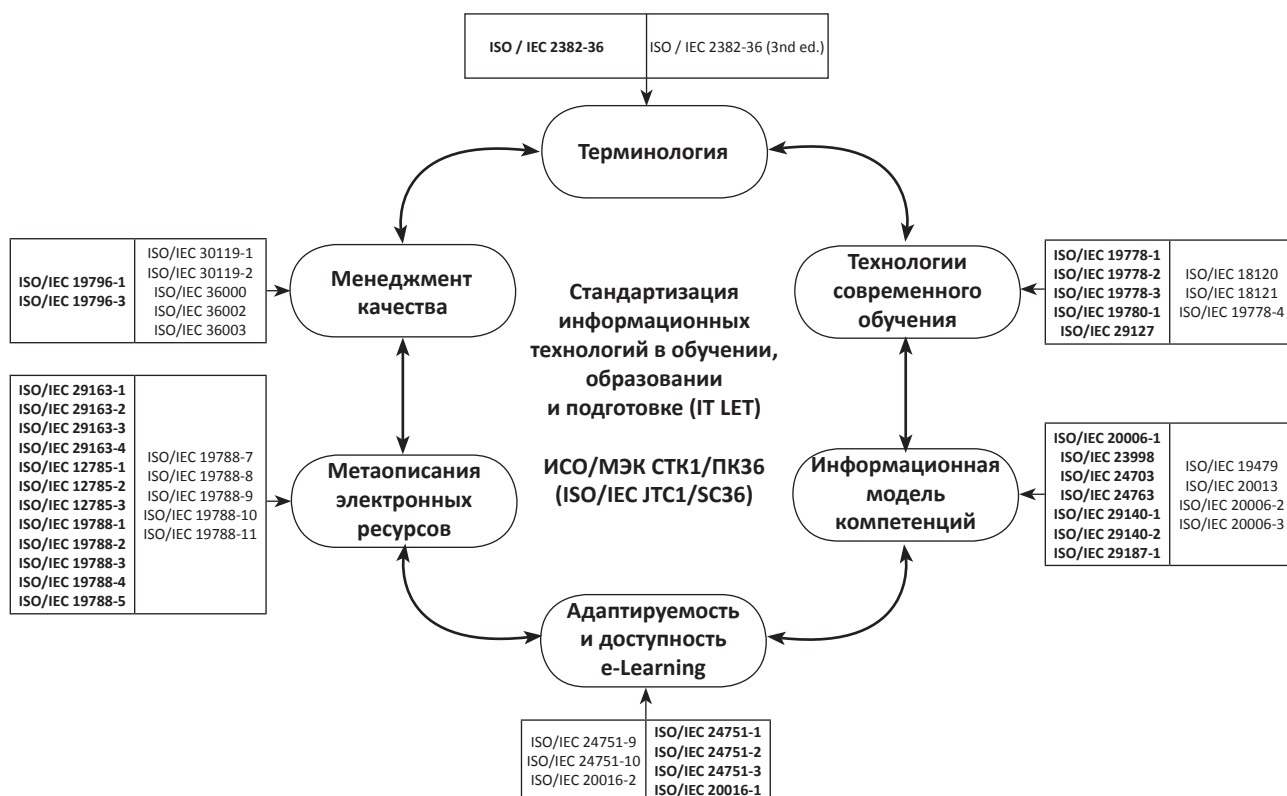 ISO / IEC 2382-36
ISO / IEC 2382-36 (3nd ed.)
Терминология
ISO/IEC 19796-1
ISO/IEC 19796-3
ISO/IEC 30119-1
ISO/IEC 30119-2
ISO/IEC 36000
ISO/IEC 36002
ISO/IEC 36003
Менеджмент
качества
Стандартизация
информационных
технологий в обучении,
образовании
и подготовке (IT LET)
ИСО/МЭК СТК1/ПК36
(ISO/IEC JTC1/SC36)
Технологии
современного
обучения
ISO/IEC 19778-1
ISO/IEC 19778-2
ISO/IEC 19778-3
ISO/IEC 19780-1
ISO/IEC 29127
ISO/IEC 18120
ISO/IEC 18121
ISO/IEC 19778-4
ISO/IEC 29163-1
ISO/IEC 29163-2
ISO/IEC 29163-3
ISO/IEC 29163-4
ISO/IEC 12785-1
ISO/IEC 12785-2
ISO/IEC 12785-3
ISO/IEC 19788-1
ISO/IEC 19788-2
ISO/IEC 19788-3
ISO/IEC 19788-4
ISO/IEC 19788-5
ISO/IEC 19788-7
ISO/IEC 19788-8
ISO/IEC 19788-9
ISO/IEC 19788-10
ISO/IEC 19788-11
Метаописания
электронных
ресурсов
Информационная
модель
компетенций
ISO/IEC 20006-1
ISO/IEC 23998
ISO/IEC 24703
ISO/IEC 24763
ISO/IEC 29140-1
ISO/IEC 29140-2
ISO/IEC 29187-1
ISO/IEC 19479
ISO/IEC 20013
ISO/IEC 20006-2
ISO/IEC 20006-3
Адаптируемость
и доступность
e-Learning
ISO/IEC 24751-9
ISO/IEC 24751-10
ISO/IEC 20016-2
ISO/IEC 24751-1
ISO/IEC 24751-2
ISO/IEC 24751-3
ISO/IEC 20016-1